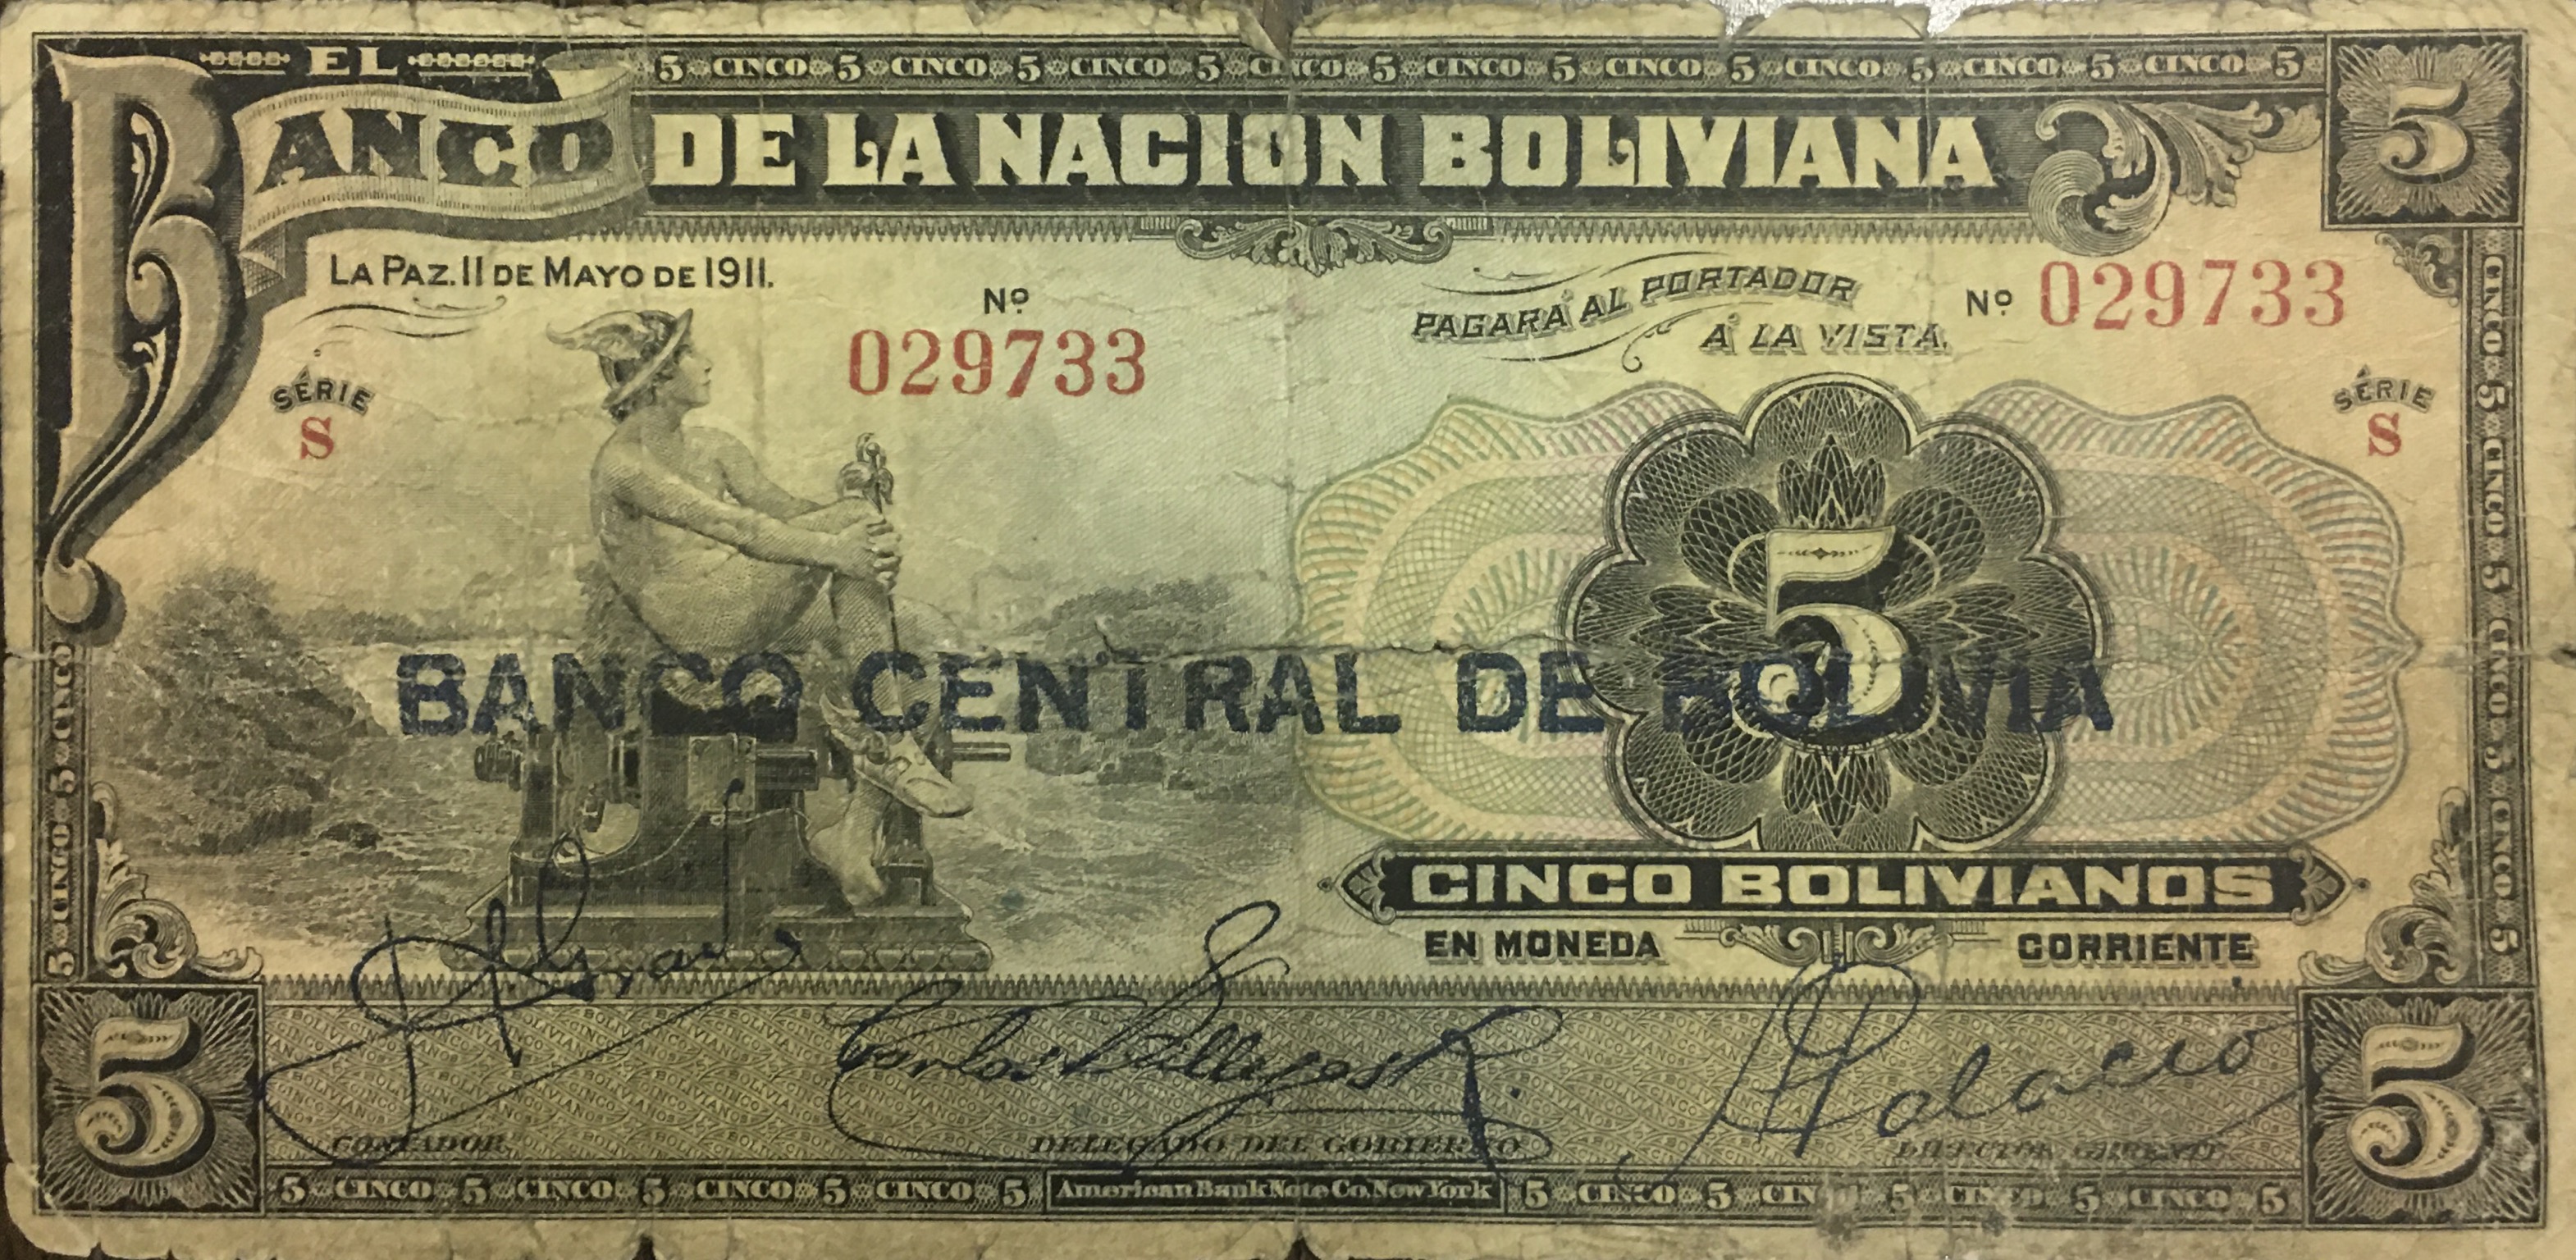 EL
5 CINCO 5 CINCO 5 CINCO 5 CINCO 5 CINCO 5 CINCO 5 CINCO 5 CINCO 5 CINCO 5
BANCO DE LA NACION BOLIVIANA
5
LA PAZ. 11 DE MAYO DE 1911.
Nº
029733
PAGARÁ AL PORTADOR
Á LA VISTA.
Nº 029733
SÉRIE
S
SÉRIE
S
5
BANCO CENTRAL DE BOLIVIA
CINCO BOLIVIANOS
EN MONEDA CORRIENTE
5 CINCO 5 CINCO
CINCO 5 CINCO 5 CINCO 5 CINCO 5
5
5
Carlos Villegas R.
Palacio
CONTADOR
DELEGADO DEL GOBIERNO
DIRECTOR GERENTE
5 CINCO 5 CINCO 5 CINCO 5 CINCO 5
American Bank Note Co. New York
5 CINCO 5 CINCO 5 CINCO 5 CINCO 5